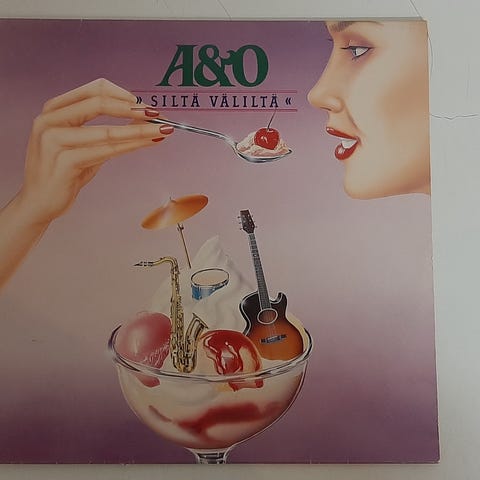 A&O
» SILTÄ VÄLILTÄ «